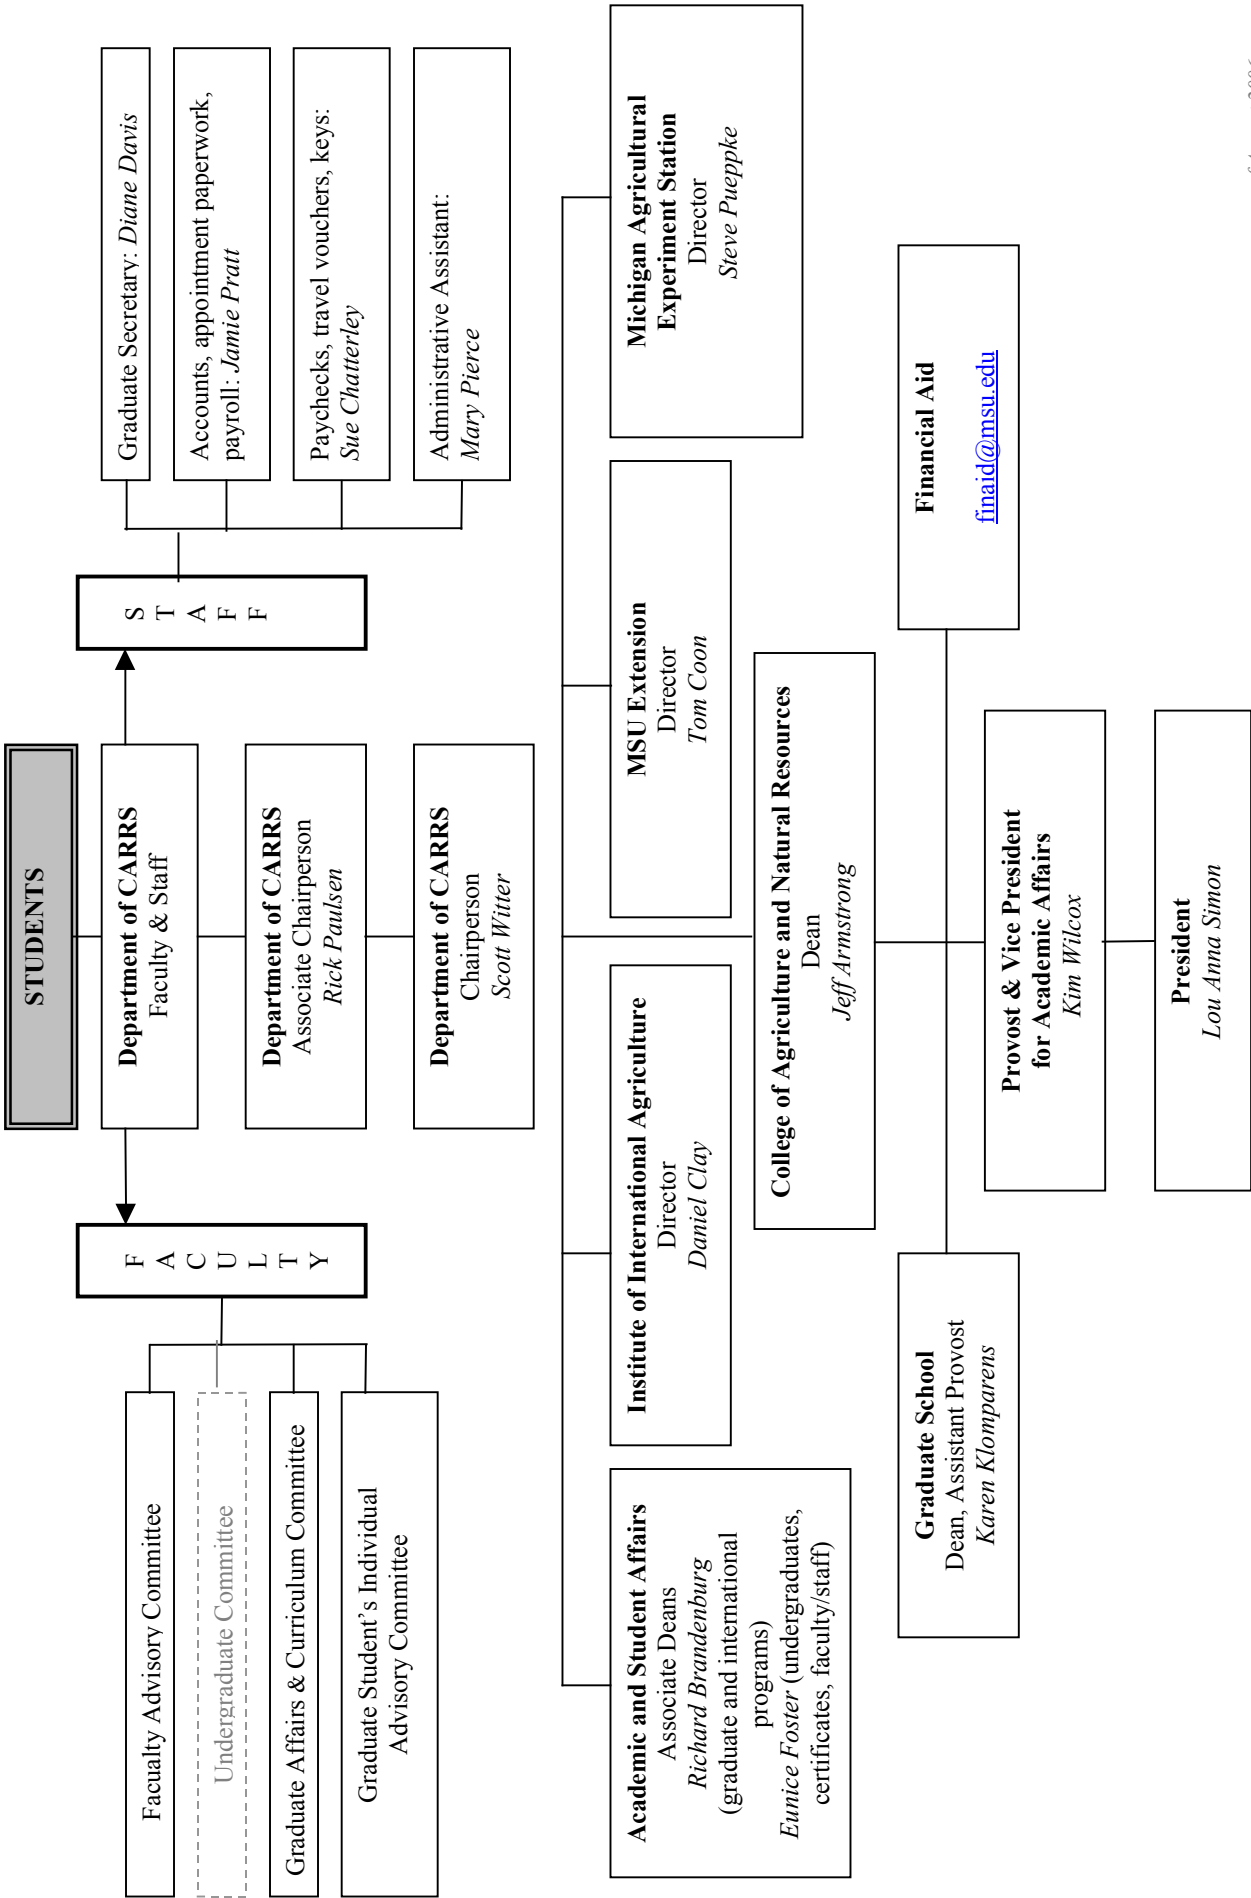 STUDENTS
Department of CARRS
Faculty & Staff
Department of CARRS
Associate Chairperson
Rick Paulsen
Department of CARRS
Chairperson
Scott Witter
F
A
C
U
L
T
Y
Facualty Advisory Committee
Undergraduate Committee
Graduate Affairs & Curriculum Committee
Graduate Student’s Individual
Advisory Committee
S
T
A
F
F
Graduate Secretary: Diane Davis
Accounts, appointment paperwork,
payroll: Jamie Pratt
Paychecks, travel vouchers, keys:
Sue Chatterley
Administrative Assistant:
Mary Pierce
Academic and Student Affairs
Associate Deans
Richard Brandenburg
(graduate and international
programs)
Eunice Foster (undergraduates,
certificates, faculty/staff)
Institute of International Agriculture
Director
Daniel Clay
MSU Extension
Director
Tom Coon
Michigan Agricultural
Experiment Station
Director
Steve Pueppke
College of Agriculture and Natural Resources
Dean
Jeff Armstrong
Graduate School
Dean, Assistant Provost
Karen Klomparens
Financial Aid
finaid@msu.edu
Provost & Vice President
for Academic Affairs
Kim Wilcox
President
Lou Anna Simon